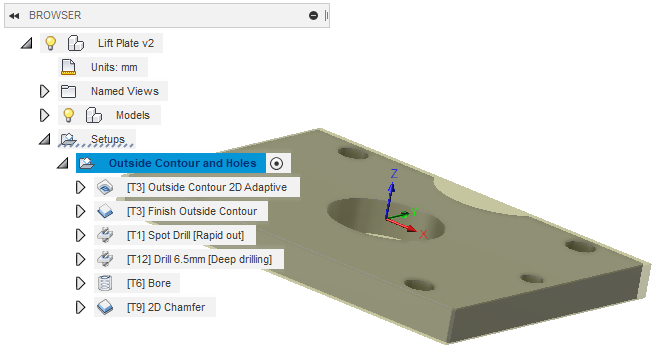 BROWSER
Lift Plate v2
Units: mm
Named Views
Models
Setups
Outside Contour and Holes
[T3] Outside Contour 2D Adaptive
[T3] Finish Outside Contour
[T1] Spot Drill [Rapid out]
[T12] Drill 6.5mm [Deep drilling]
[T6] Bore
[T9] 2D Chamfer
Z
Y
X